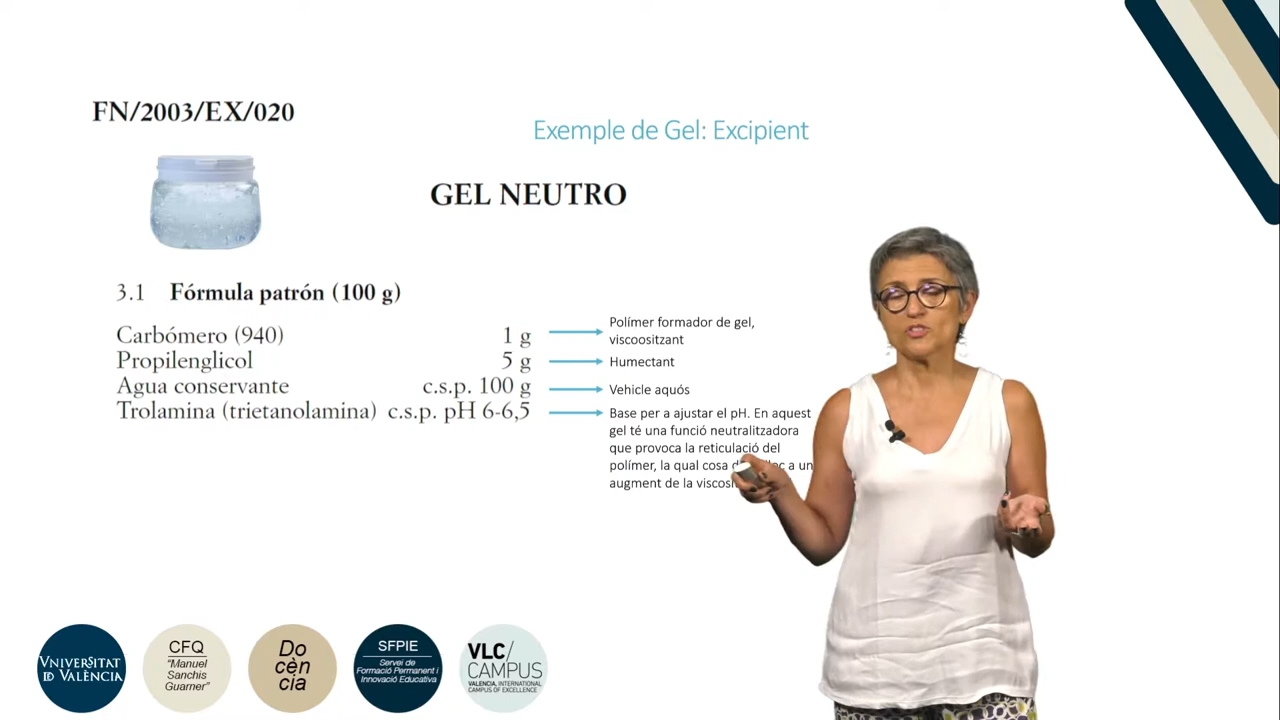 FN/2003/EX/020
Exemple de Gel: Excipient
GEL NEUTRO
3.1 Fórmula patrón (100 g)
Carbómero (940) 1 g
Polímer formador de gel,
viscoositzant
Propilenglicol 5 g
Humectant
Agua conservante c.s.p. 100 g
Vehicle aquós
Trolamina (trietanolamina) c.s.p. pH 6-6,5
Base per a ajustar el pH. En aquest
gel té una funció neutralitzadora
que provoca la reticulació del
polímer, la qual cosa a un
augment de la
VNIVERSITAT
ID VALÈNCIA
CFQ
"Manuel
Sanchis
Guarner"
Do
cèn
cia
SFPIE
Servei de
Formació Permanent i
Innovació Educativa
VLC/
CAMPUS
VALENCIA, INTERNATIONAL
CAMPUS OF EXCELLENCE